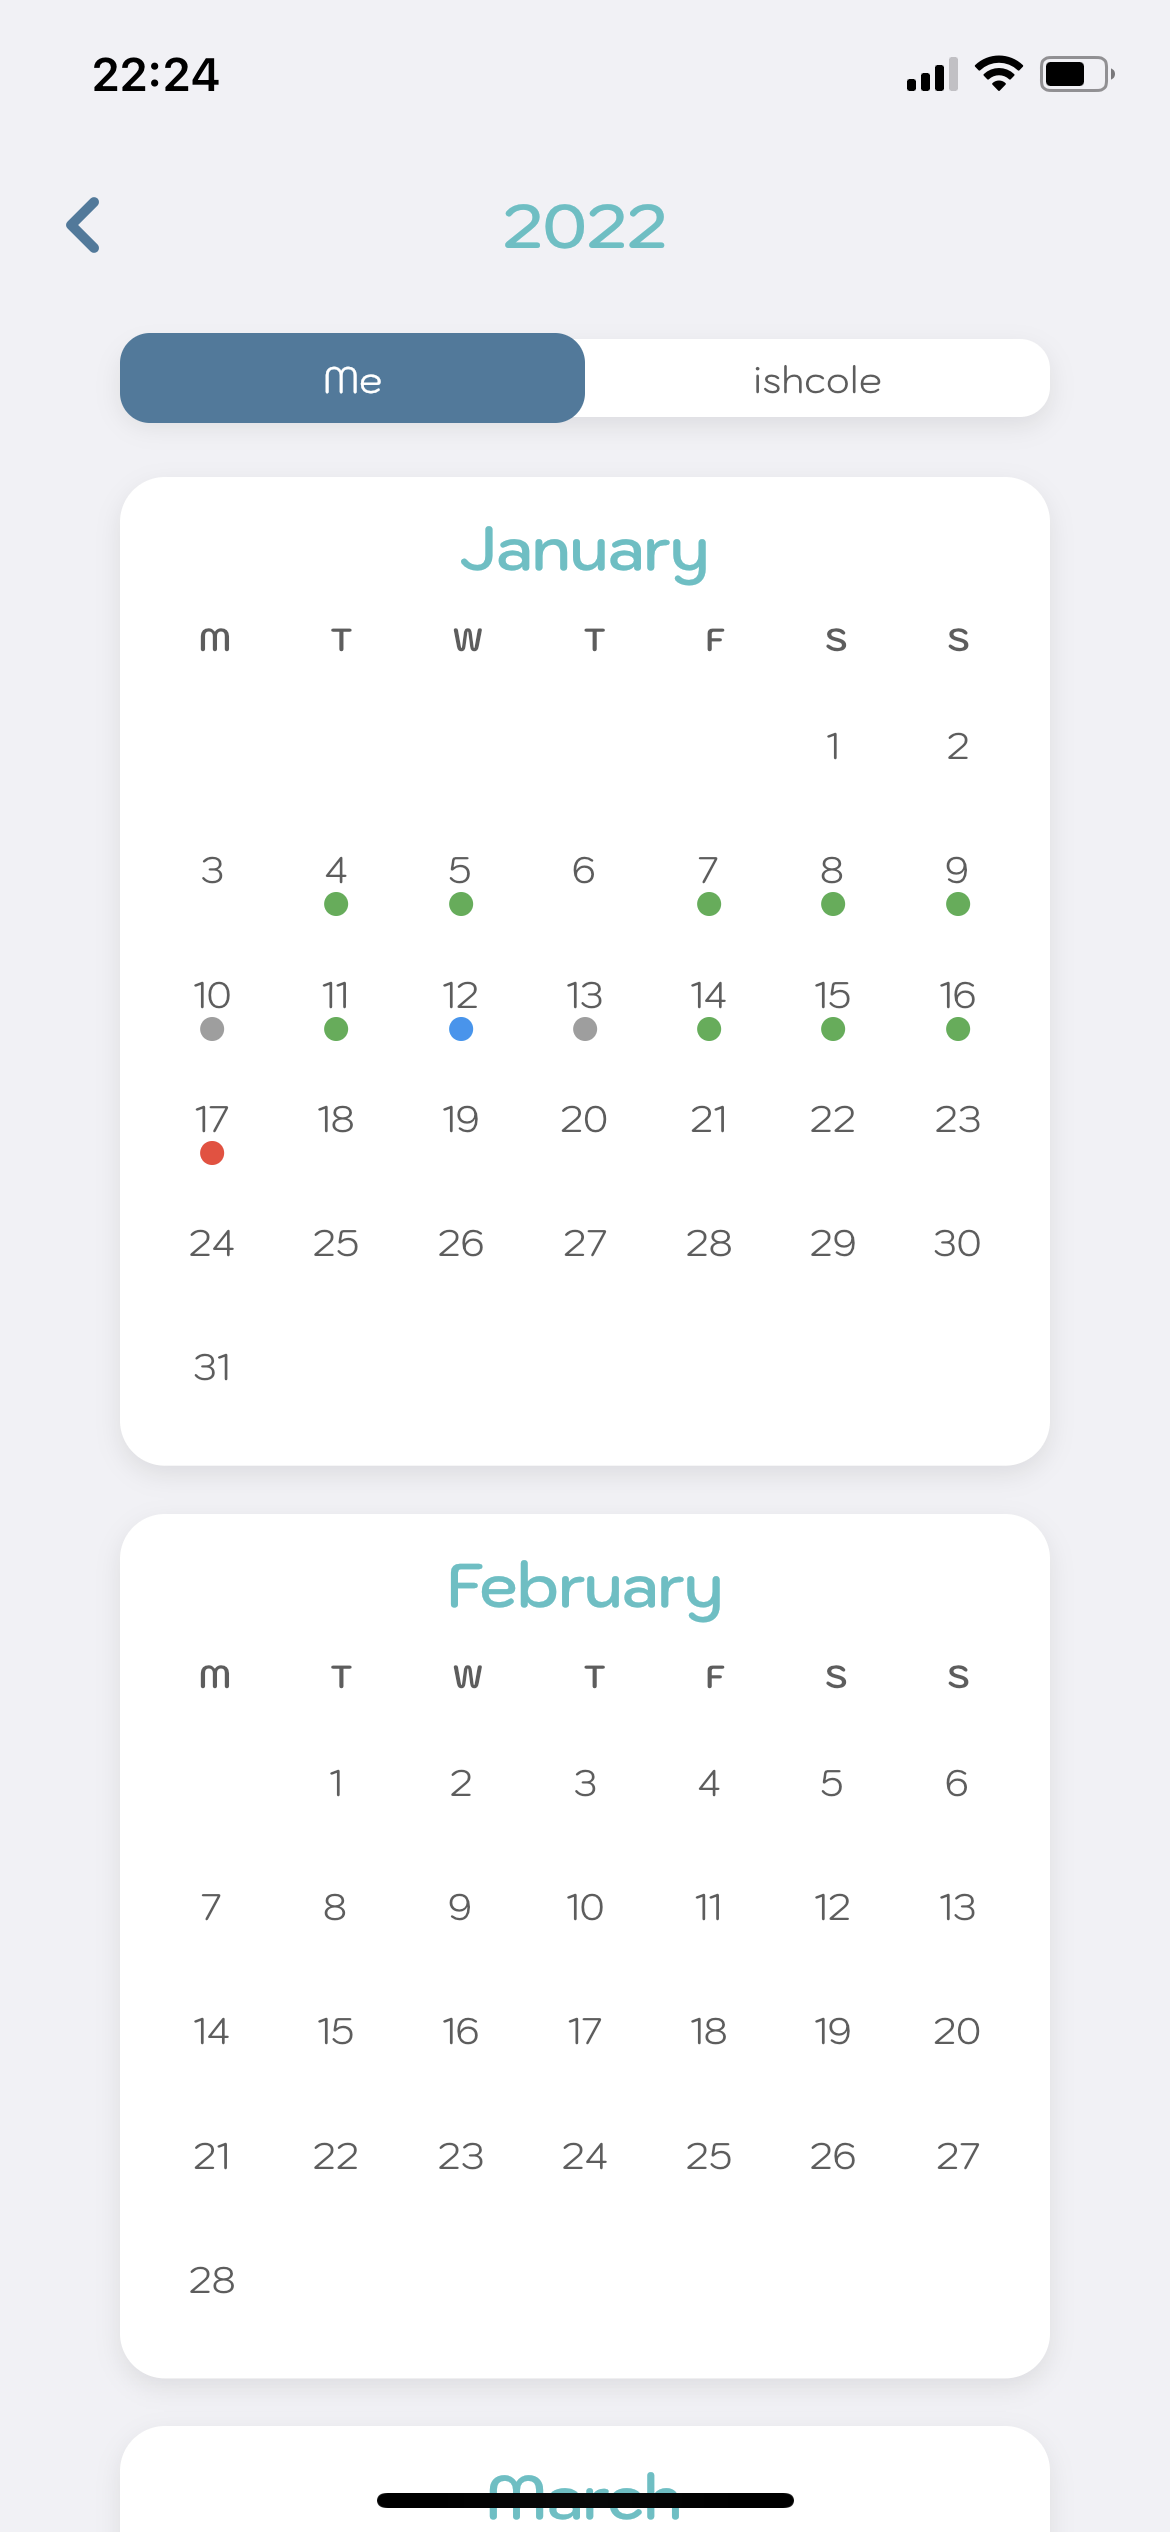 22:24
2022
Me ishcole
January
M T W T F S S
1 2
3 4 5 6 7 8 9
10 11 12 13 14 15 16
17 18 19 20 21 22 23
24 25 26 27 28 29 30
31
February
M T W T F S S
1 2 3 4 5 6
7 8 9 10 11 12 13
14 15 16 17 18 19 20
21 22 23 24 25 26 27
28
March